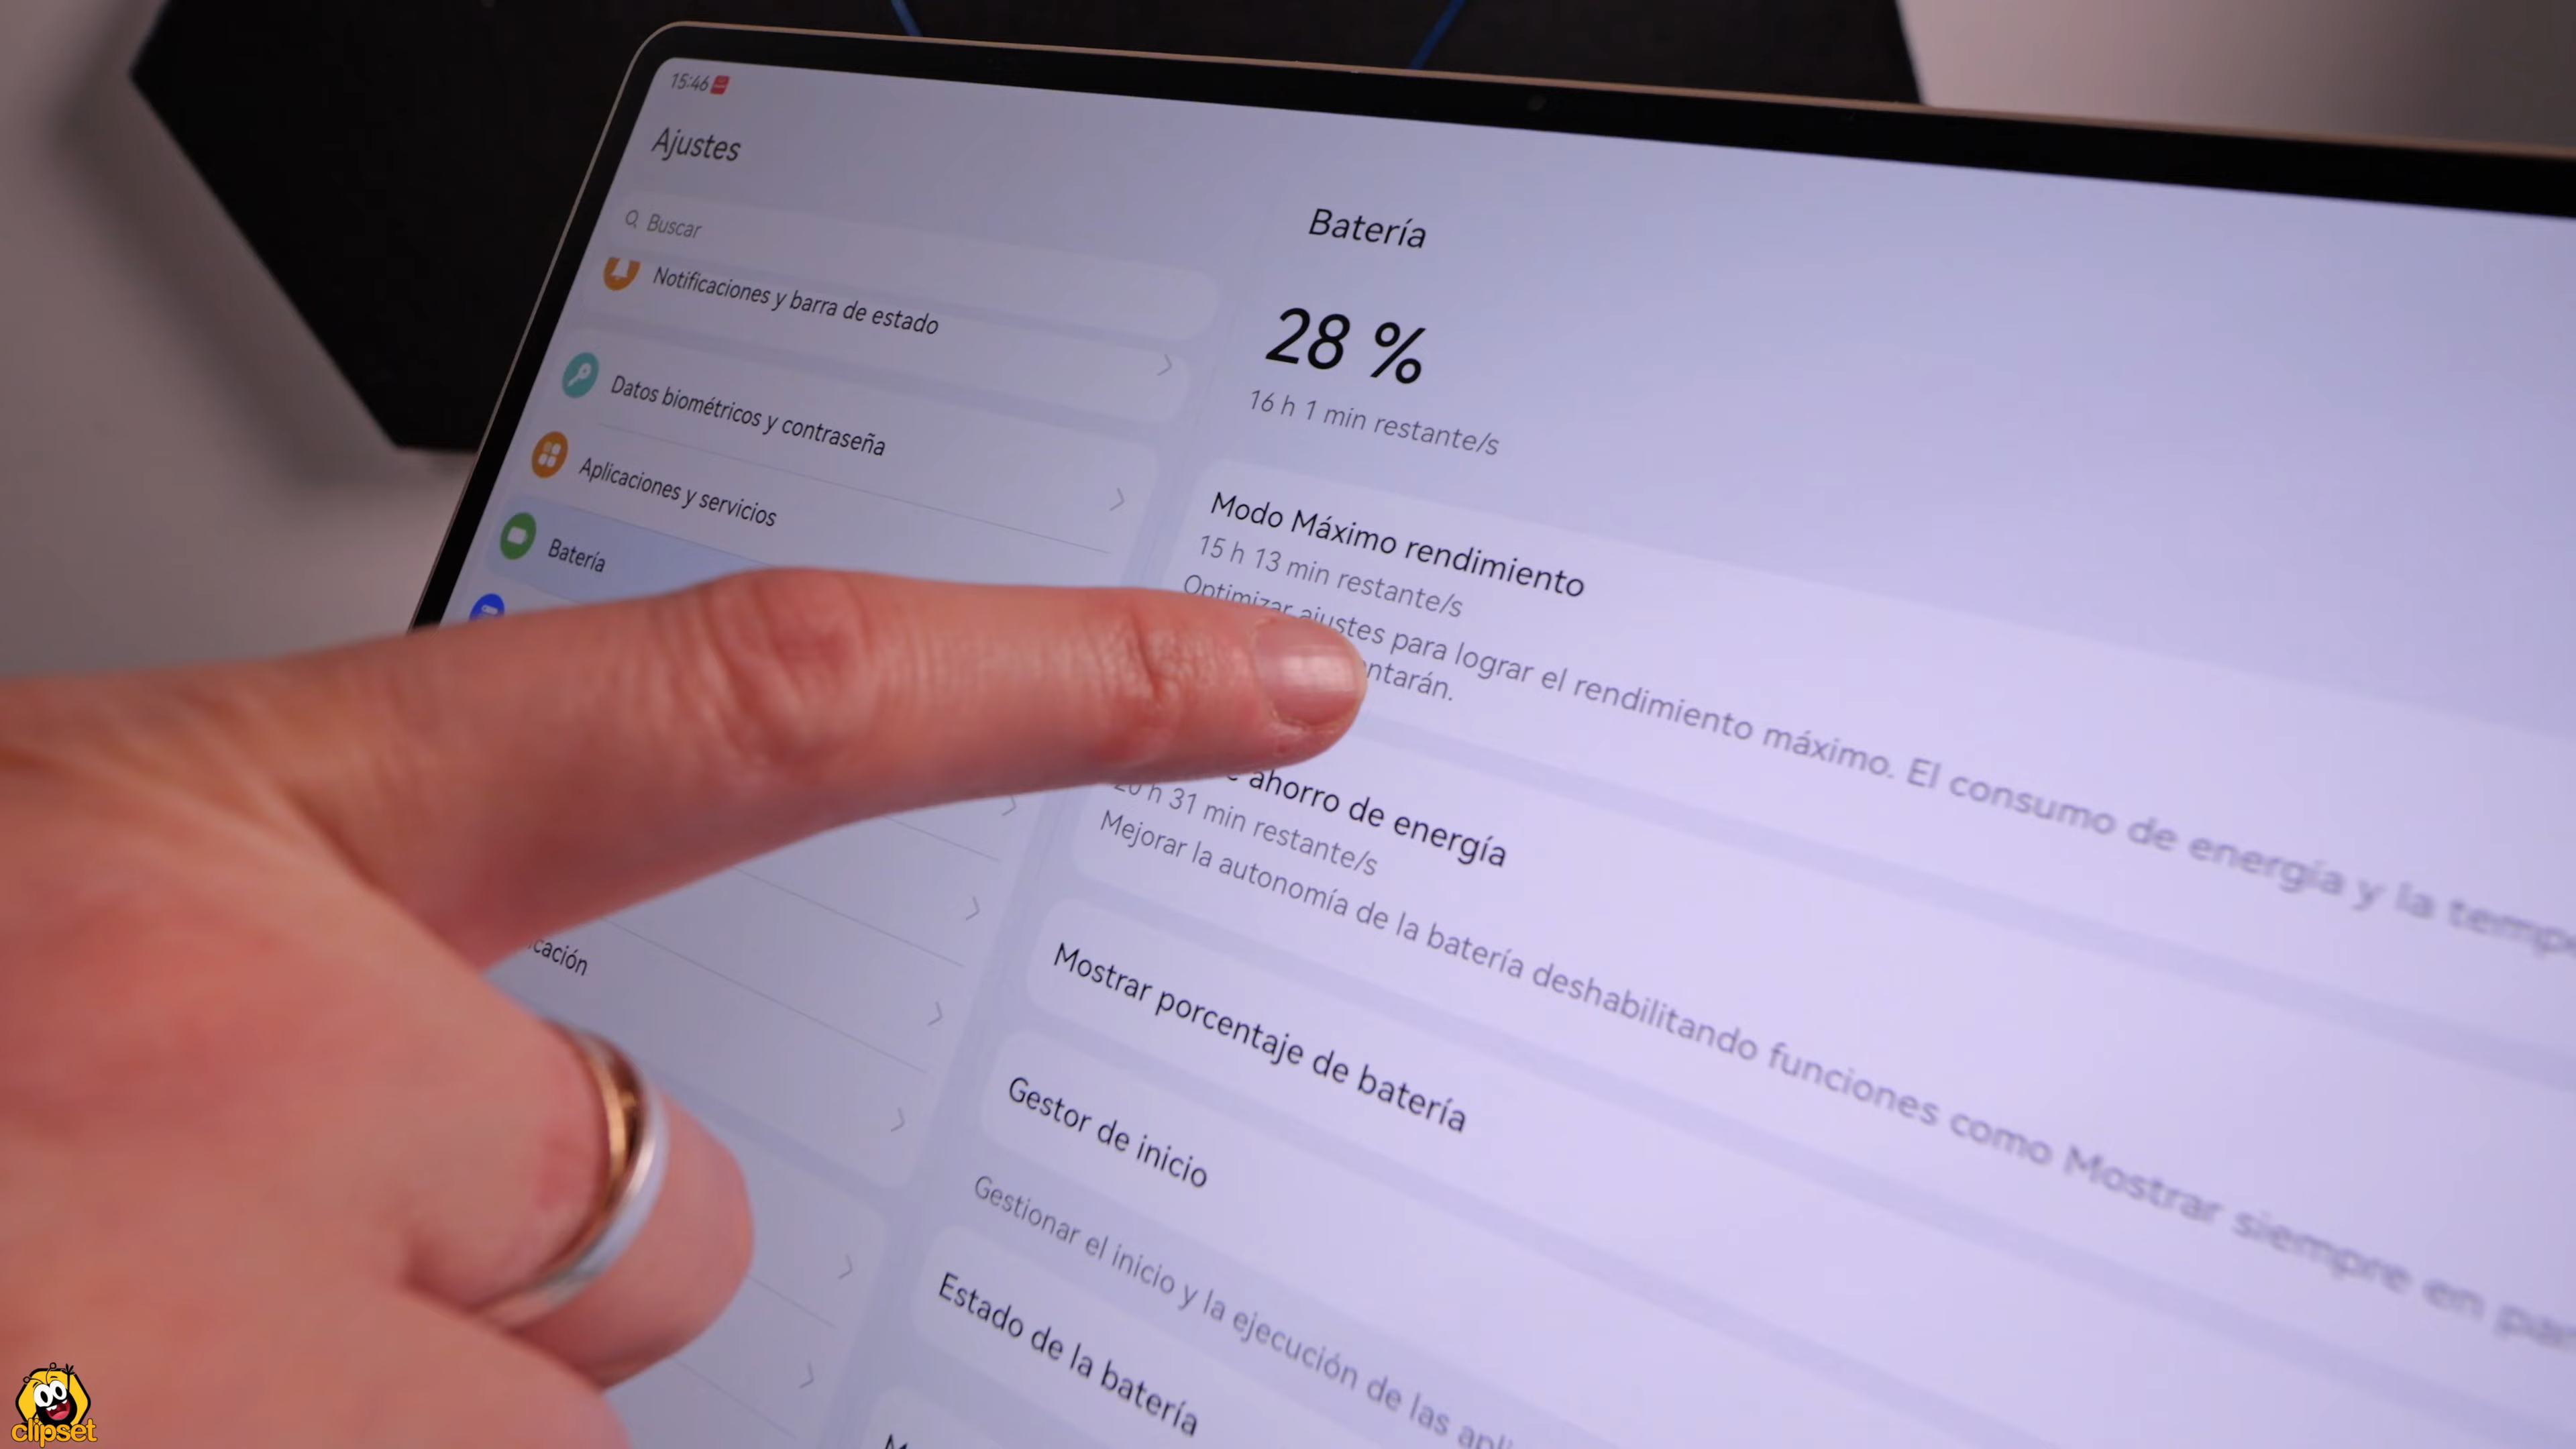 15:46
Ajustes
Buscar
Notificaciones y barra de estado
Datos biométricos y contraseña
Aplicaciones y servicios
Batería
Batería
28 %
16 h 1 min restante/s
Modo Máximo rendimiento
15 h 13 min restante/s
Optimizar ajustes para lograr el rendimiento máximo. El consumo de energía y la
ahorro de energía
20 h 31 min restante/s
Mejorar la autonomía de la batería deshabilitando funciones como Mostrar siempre en
Mostrar porcentaje de batería
Gestor de inicio
Gestionar el inicio y la ejecución de las
Estado de la batería
clipset